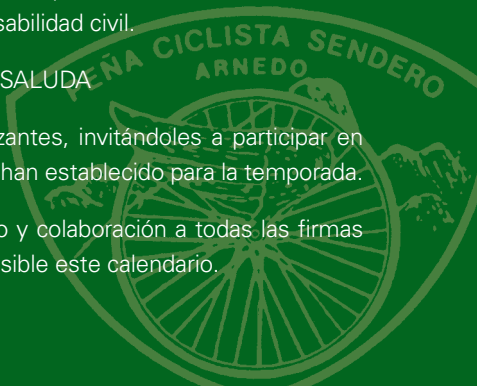 sabilidad civil.
PEÑA CICLISTA SENDERO
ARNEDO
SALUDA
zantes, invitándoles a participar en
han establecido para la temporada.
o y colaboración a todas las firmas
sible este calendario.